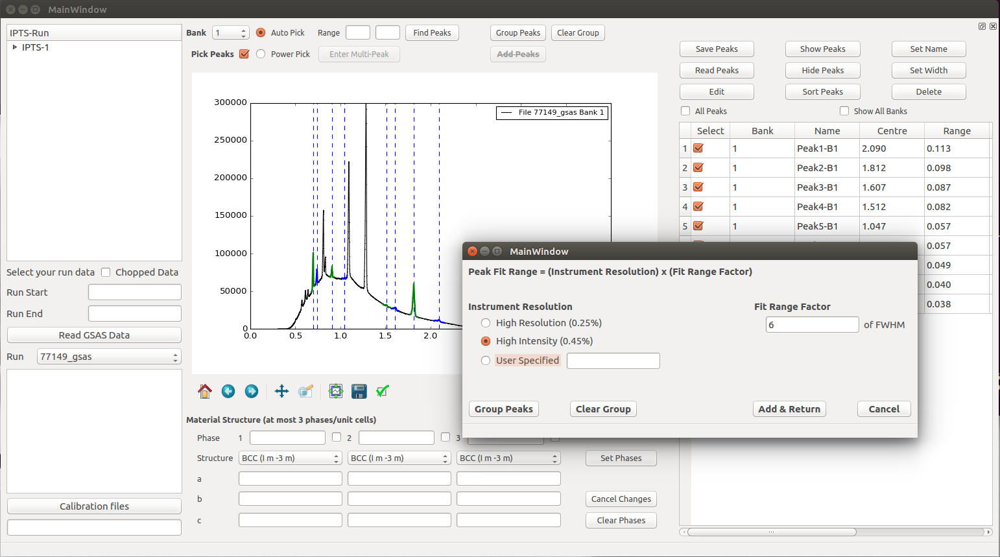 MainWindow
IPTS-Run
IPTS-1
Bank 1 Auto Pick Range Find Peaks Group Peaks Clear Group
Pick Peaks Power Pick Enter Multi-Peak Add Peaks
Save Peaks Show Peaks Set Name
Read Peaks Hide Peaks Set Width
Edit Sort Peaks Delete
All Peaks Show All Banks
Select Bank Name Centre Range
1 1 Peak1-B1 2.090 0.113
2 1 Peak2-B1 1.812 0.098
3 1 Peak3-B1 1.607 0.087
4 1 Peak4-B1 1.512 0.082
5 1 Peak5-B1 1.047 0.057
0.057
0.049
0.040
0.038
300000
250000
200000
150000
100000
50000
0
0.0 0.5 1.0 1.5 2.0
File 77149_gsas Bank 1
Select your run data Chopped Data
Run Start
Run End
Read GSAS Data
Run 77149_gsas
Calibration files
MainWindow
Peak Fit Range = (Instrument Resolution) x (Fit Range Factor)
Instrument Resolution Fit Range Factor
High Resolution (0.25%)
6 of FWHM
High Intensity (0.45%)
User Specified
Group Peaks Clear Group Add & Return Cancel
Material Structure (at most 3 phases/unit cells)
Phase 1 2 3
Structure BCC (I m -3 m) BCC (I m -3 m) BCC (I m -3 m) Set Phases
a
b Cancel Changes
c Clear Phases